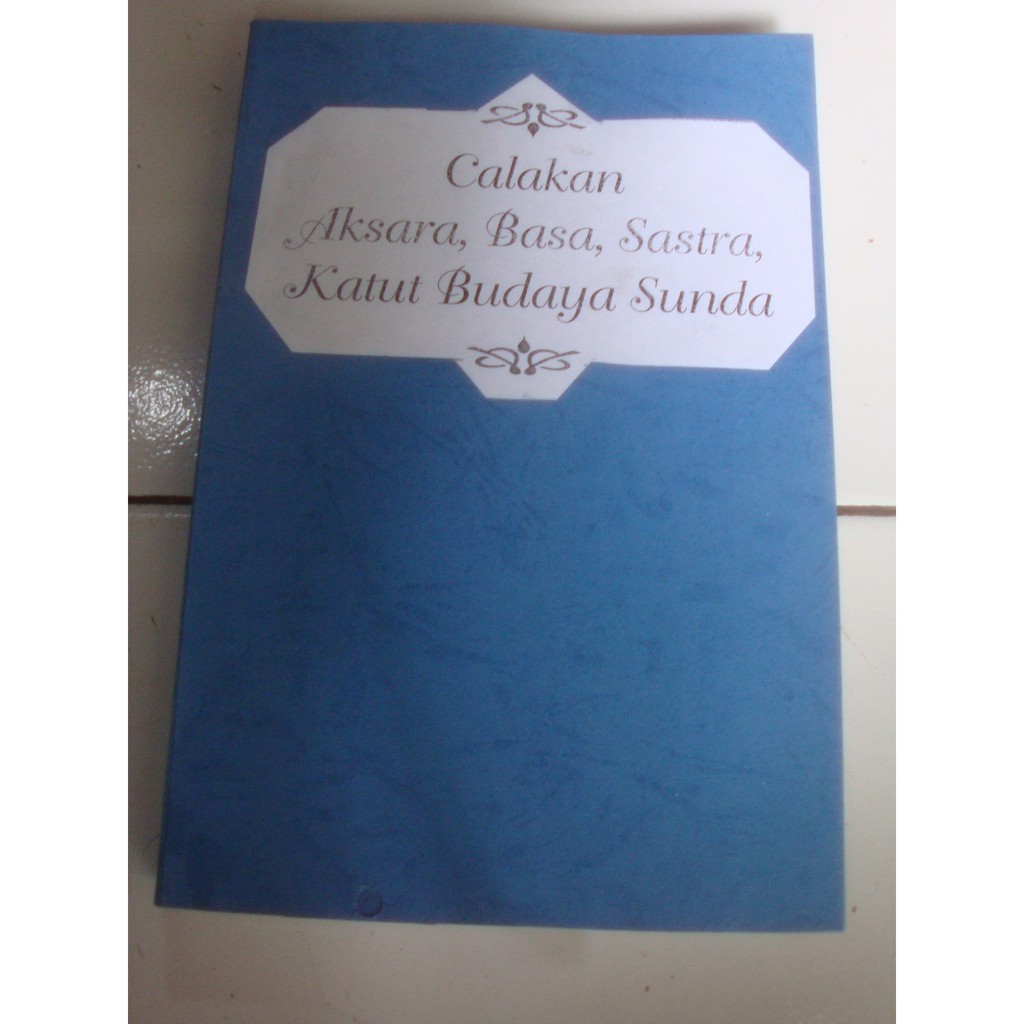 Calakan
Aksara, Basa, Sastra,
Katut Budaya Sunda